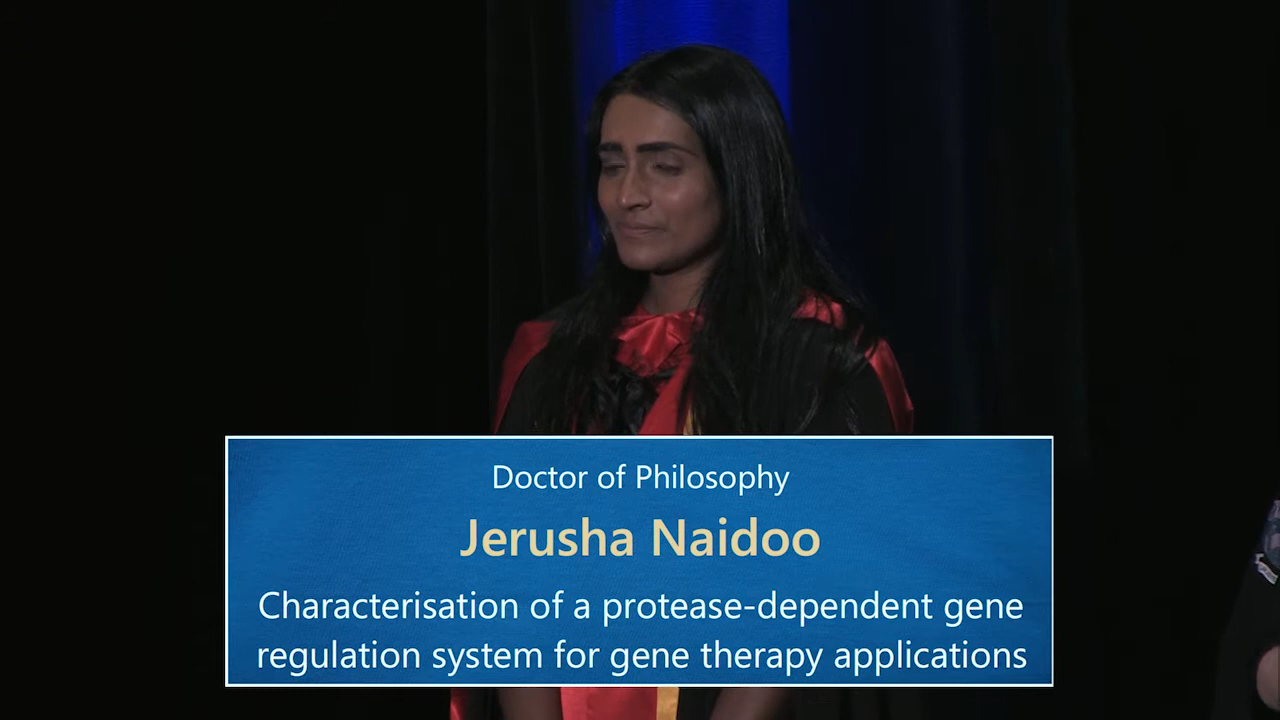 Doctor of Philosophy
Jerusha Naidoo
Characterisation of a protease-dependent gene
regulation system for gene therapy applications